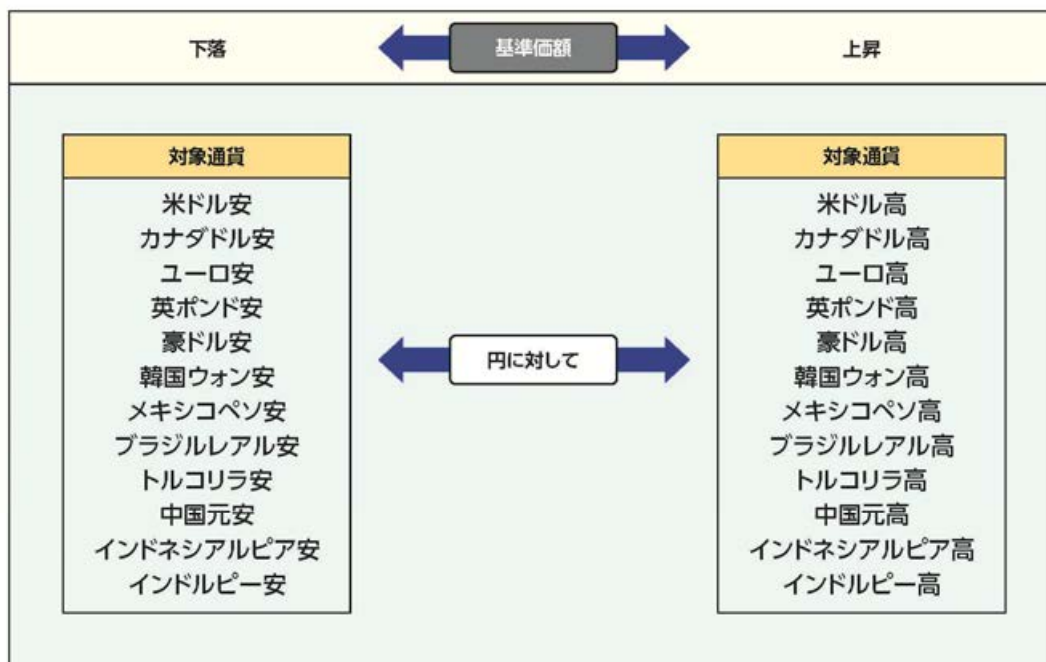 下落
基準価額
上昇
対象通貨
米ドル安
カナダドル安
ユーロ安
英ポンド安
豪ドル安
韓国ウォン安
メキシコペソ安
ブラジルレアル安
トルコリラ安
中国元安
インドネシアルピア安
インドルピー安
円に対して
対象通貨
米ドル高
カナダドル高
ユーロ高
英ポンド高
豪ドル高
韓国ウォン高
メキシコペソ高
ブラジルレアル高
トルコリラ高
中国元高
インドネシアルピア高
インドルピー高